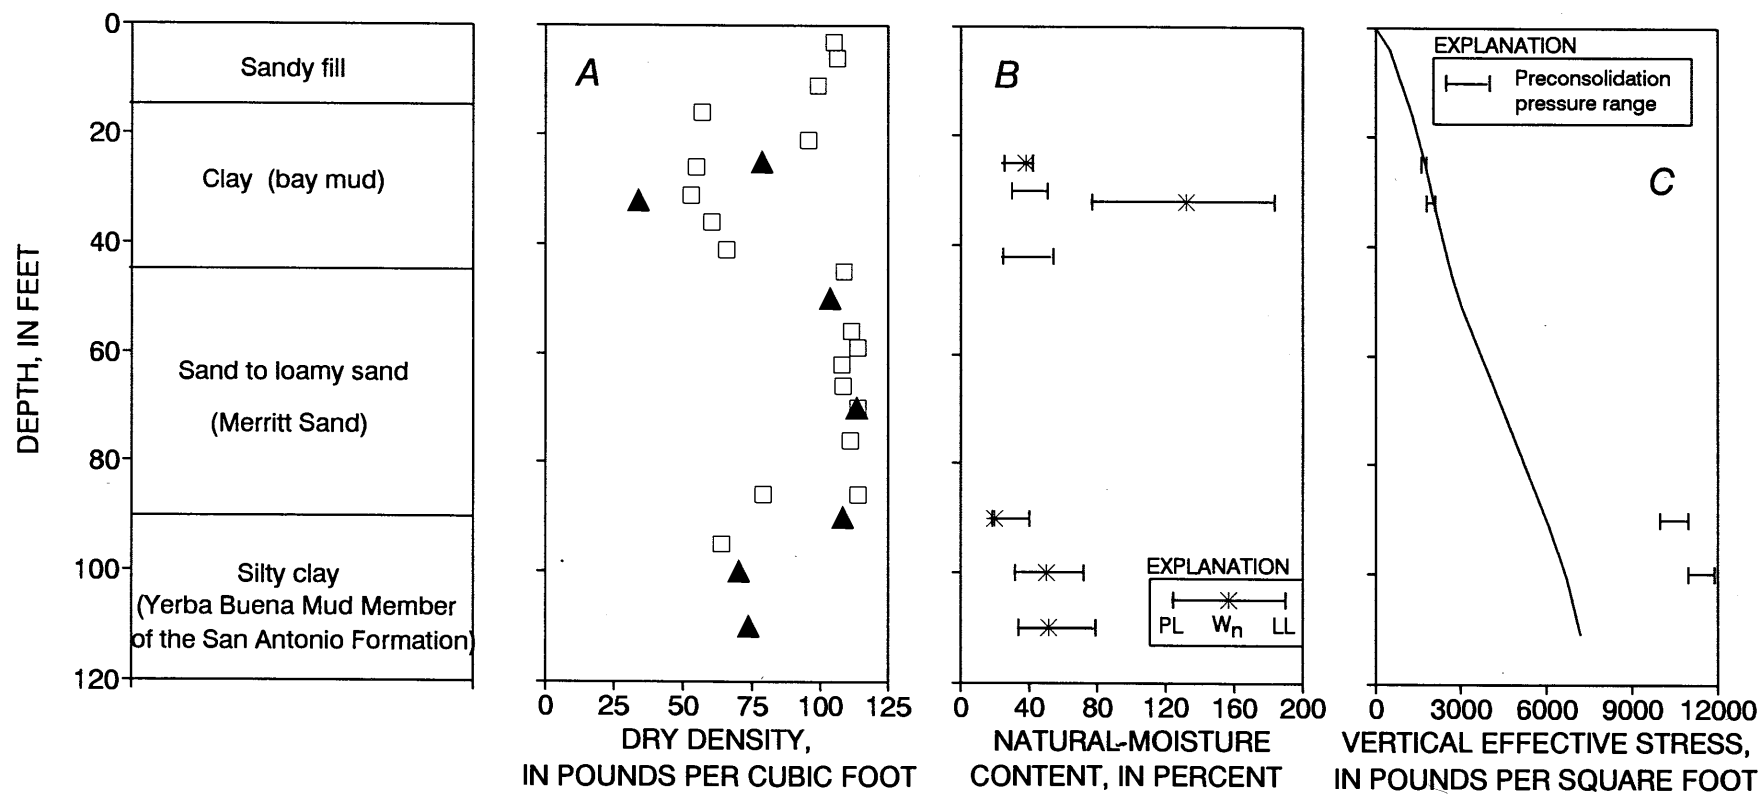 DEPTH, IN FEET
0
20
40
60
80
100
120
Sandy fill
Clay (bay mud)
Sand to loamy sand
(Merritt Sand)
Silty clay
(Yerba Buena Mud Member
of the San Antonio Formation)
A
0 25 50 75 100 125
DRY DENSITY,
IN POUNDS PER CUBIC FOOT
B
EXPLANATION
PL Wn LL
0 40 80 120 160 200
NATURAL-MOISTURE
CONTENT, IN PERCENT
EXPLANATION
Preconsolidation
pressure range
C
0 3000 6000 9000 12000
VERTICAL EFFECTIVE STRESS,
IN POUNDS PER SQUARE FOOT